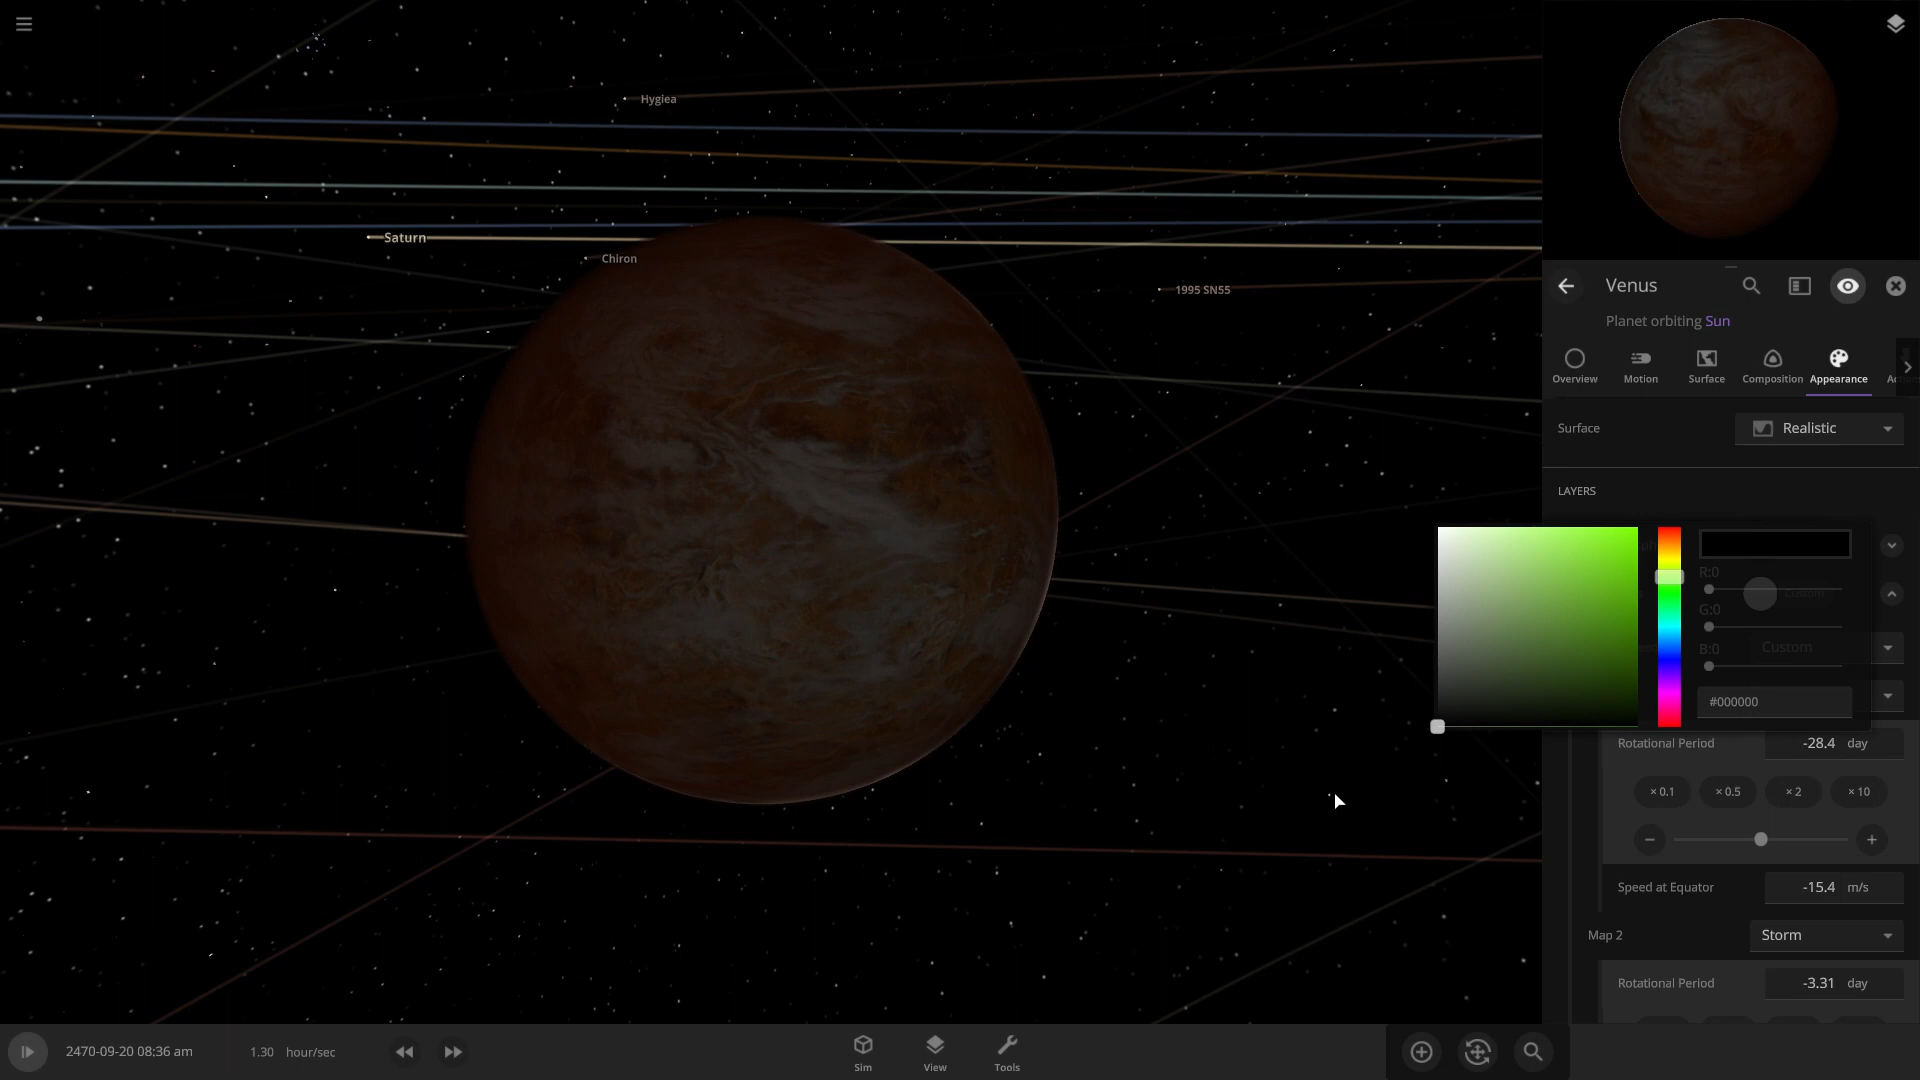 Hygiea
Saturn
Chiron
1995 SN55
Venus
Planet orbiting Sun
Overview
Motion
Surface
Composition
Appearance
Surface
Realistic
LAYERS
R:0
Custom
G:0
B:0
Custom
#000000
Rotational Period
-28.4 day
× 0.1
× 0.5
× 2
× 10
Speed at Equator
-15.4 m/s
Map 2
Storm
Rotational Period
-3.31 day
2470-09-20 08:36 am
1.30 hour/sec
Sim
View
Tools